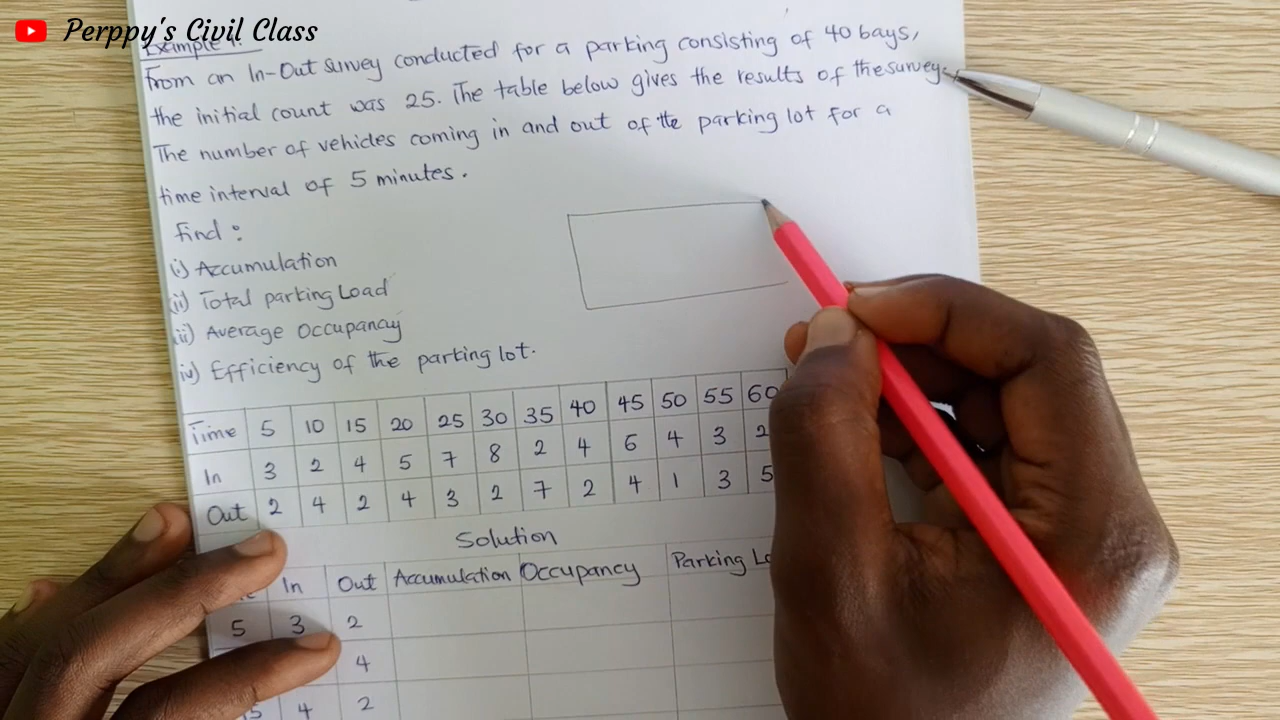 Perppy's Civil Class
Example 1:
From an In-Out survey conducted for a parking consisting of 40 bays,
the initial count was 25. The table below gives the results of the survey.
The number of vehicles coming in and out of the parking lot for a
time interval of 5 minutes.
Find:
(i) Accumulation
(ii) Total parking Load
(iii) Average Occupancy
iv) Efficiency of the parking lot.
Time 5 10 15 20 25 30 35 40 45 50 55 60
In 3 2 4 5 7 8 2 4 6 4 3 2
Out 2 4 2 4 3 2 7 2 4 1 3 5
Solution
In Out Accumulation Occupancy Parking
5 3 2
4
4 2